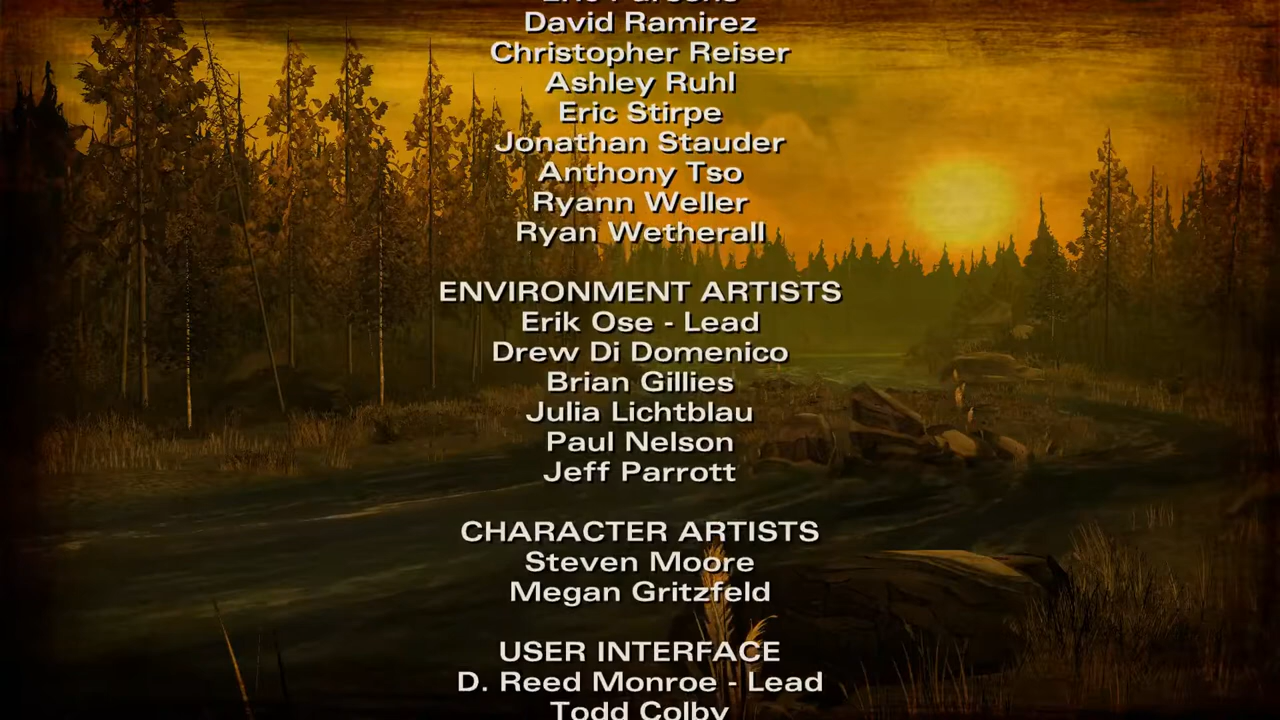 David Ramirez
Christopher Reiser
Ashley Ruhl
Eric Stirpe
Jonathan Stauder
Anthony Tso
Ryann Weller
Ryan Wetherall
ENVIRONMENT ARTISTS
Erik Ose - Lead
Drew Di Domenico
Brian Gillies
Julia Lichtblau
Paul Nelson
Jeff Parrott
CHARACTER ARTISTS
Steven Moore
Megan Gritzfeld
USER INTERFACE
D. Reed Monroe - Lead
Todd Colby